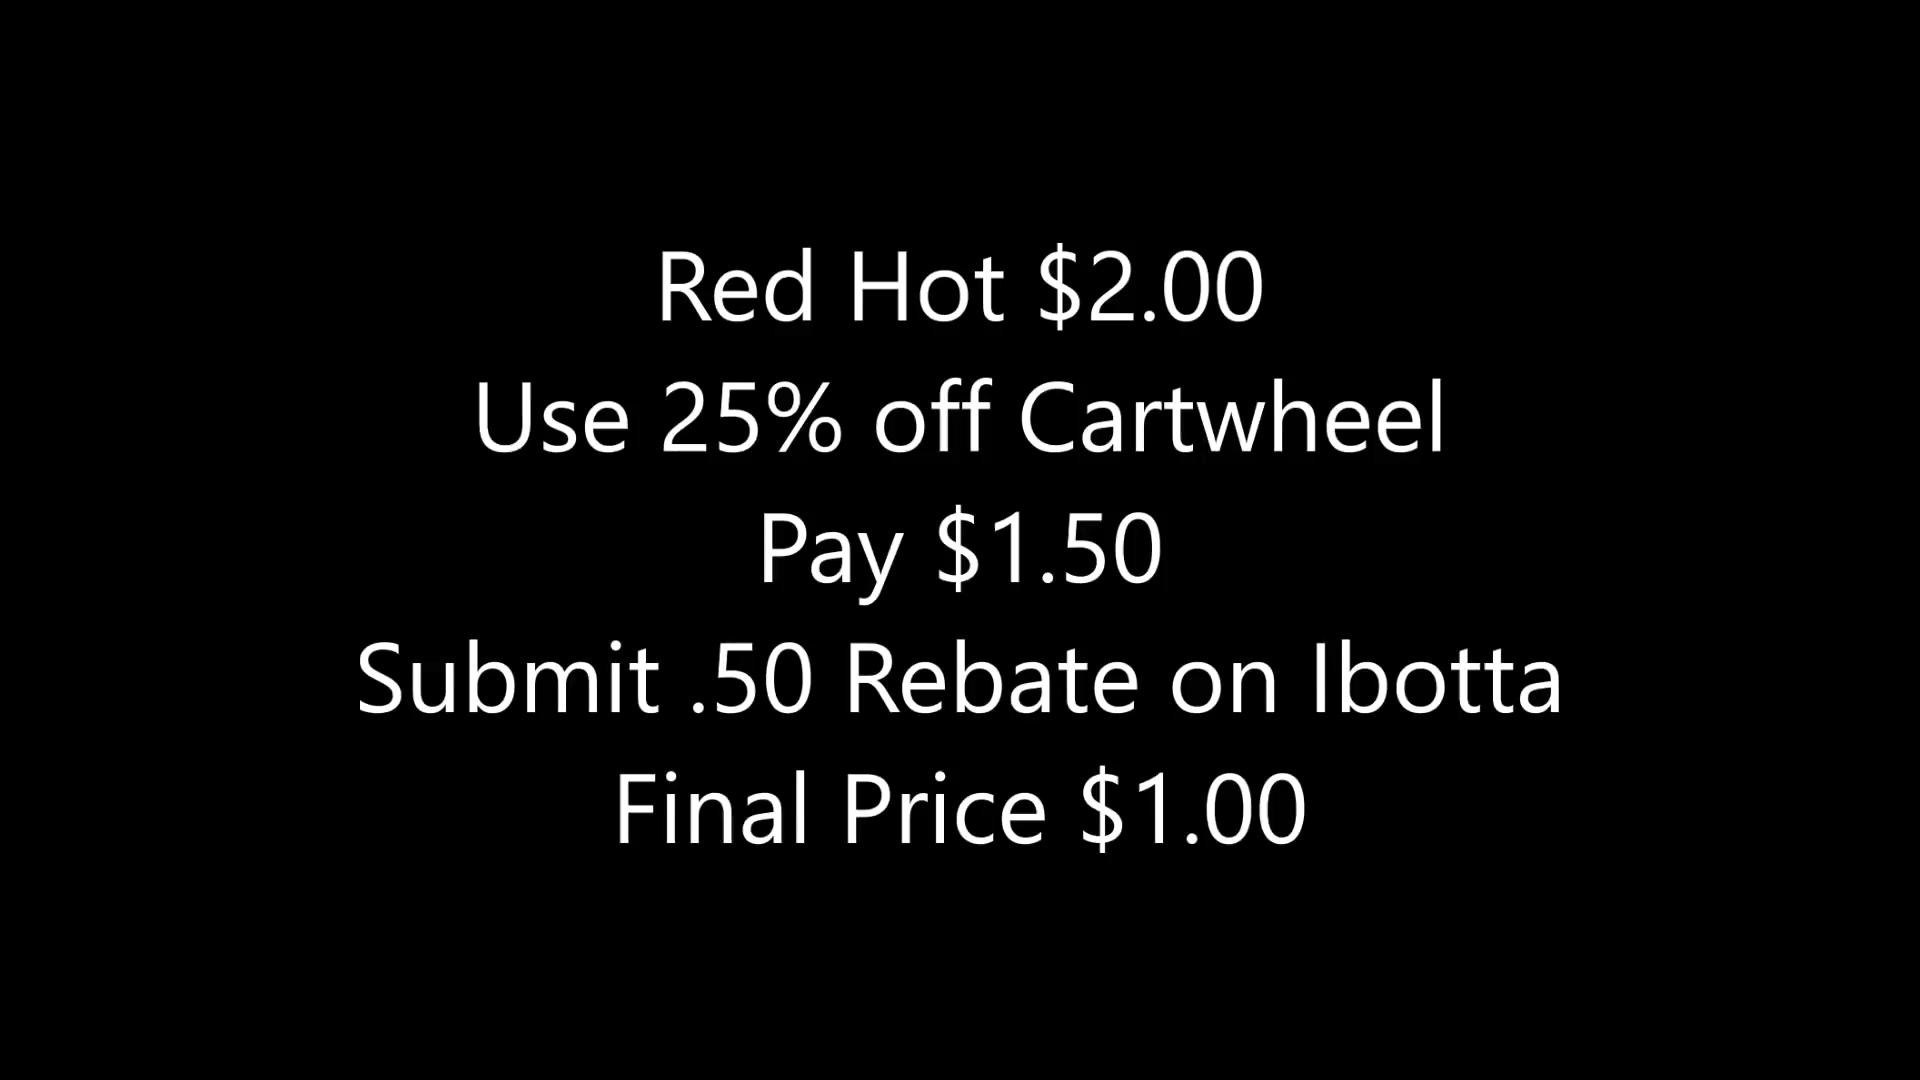 Red Hot $2.00
Use 25% off Cartwheel
Pay $1.50
Submit .50 Rebate on Ibotta
Final Price $1.00